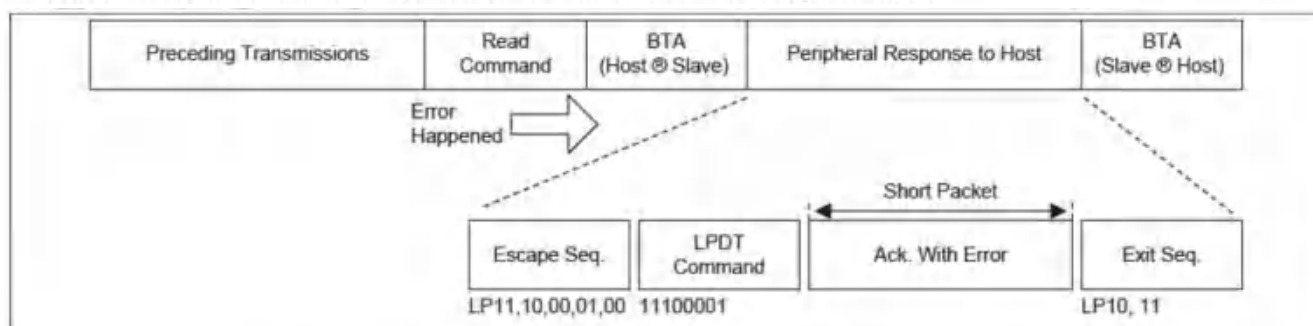 Preceding Transmissions
Read
Command
BTA
(Host ® Slave)
Peripheral Response to Host
BTA
(Slave ® Host)
Error
Happened
Short Packet
Escape Seq.
LPDT
Command
Ack. With Error
Exit Seq.
LP11,10,00,01,00
11100001
LP10, 11